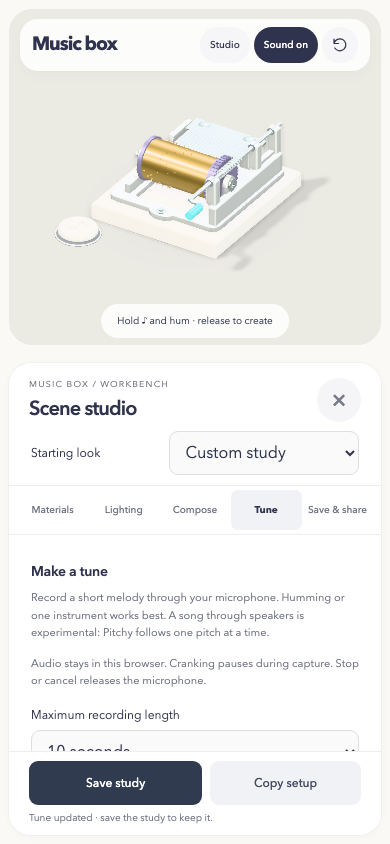 Music box
Studio
Sound on
Hold ♪ and hum · release to create
MUSIC BOX / WORKBENCH
Scene studio
Starting look
Custom study
Materials
Lighting
Compose
Tune
Save & share
Make a tune
Record a short melody through your microphone. Humming or
one instrument works best. A song through speakers is
experimental: Pitchy follows one pitch at a time.
Audio stays in this browser. Cranking pauses during capture. Stop
or cancel releases the microphone.
Maximum recording length
10 seconds
Save study
Copy setup
Tune updated · save the study to keep it.